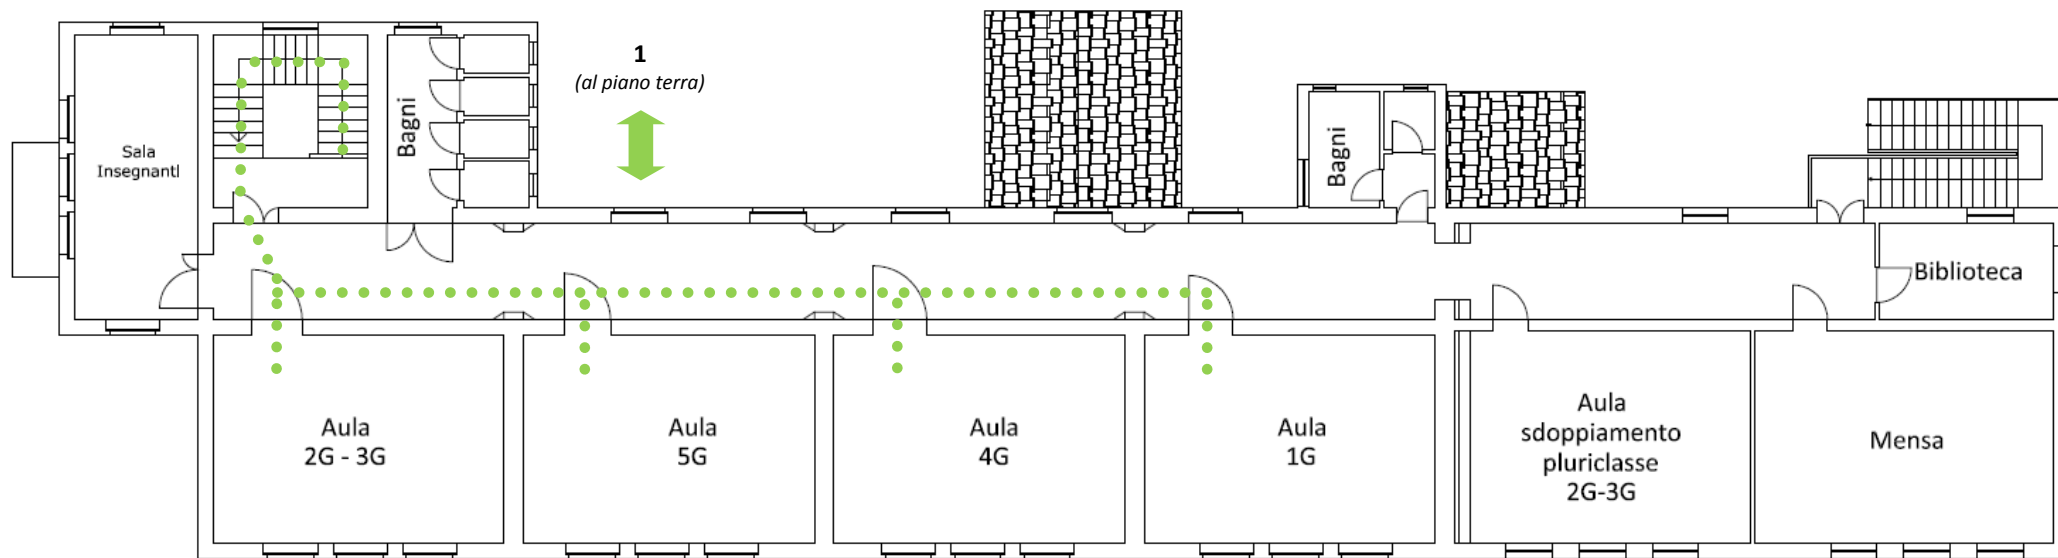 1
(al piano terra)
Bagni
Bagni
Sala
Insegnanti
Biblioteca
Aula
2G - 3G
Aula
5G
Aula
4G
Aula
1G
Aula
sdoppiamento
pluriclasse
2G-3G
Mensa